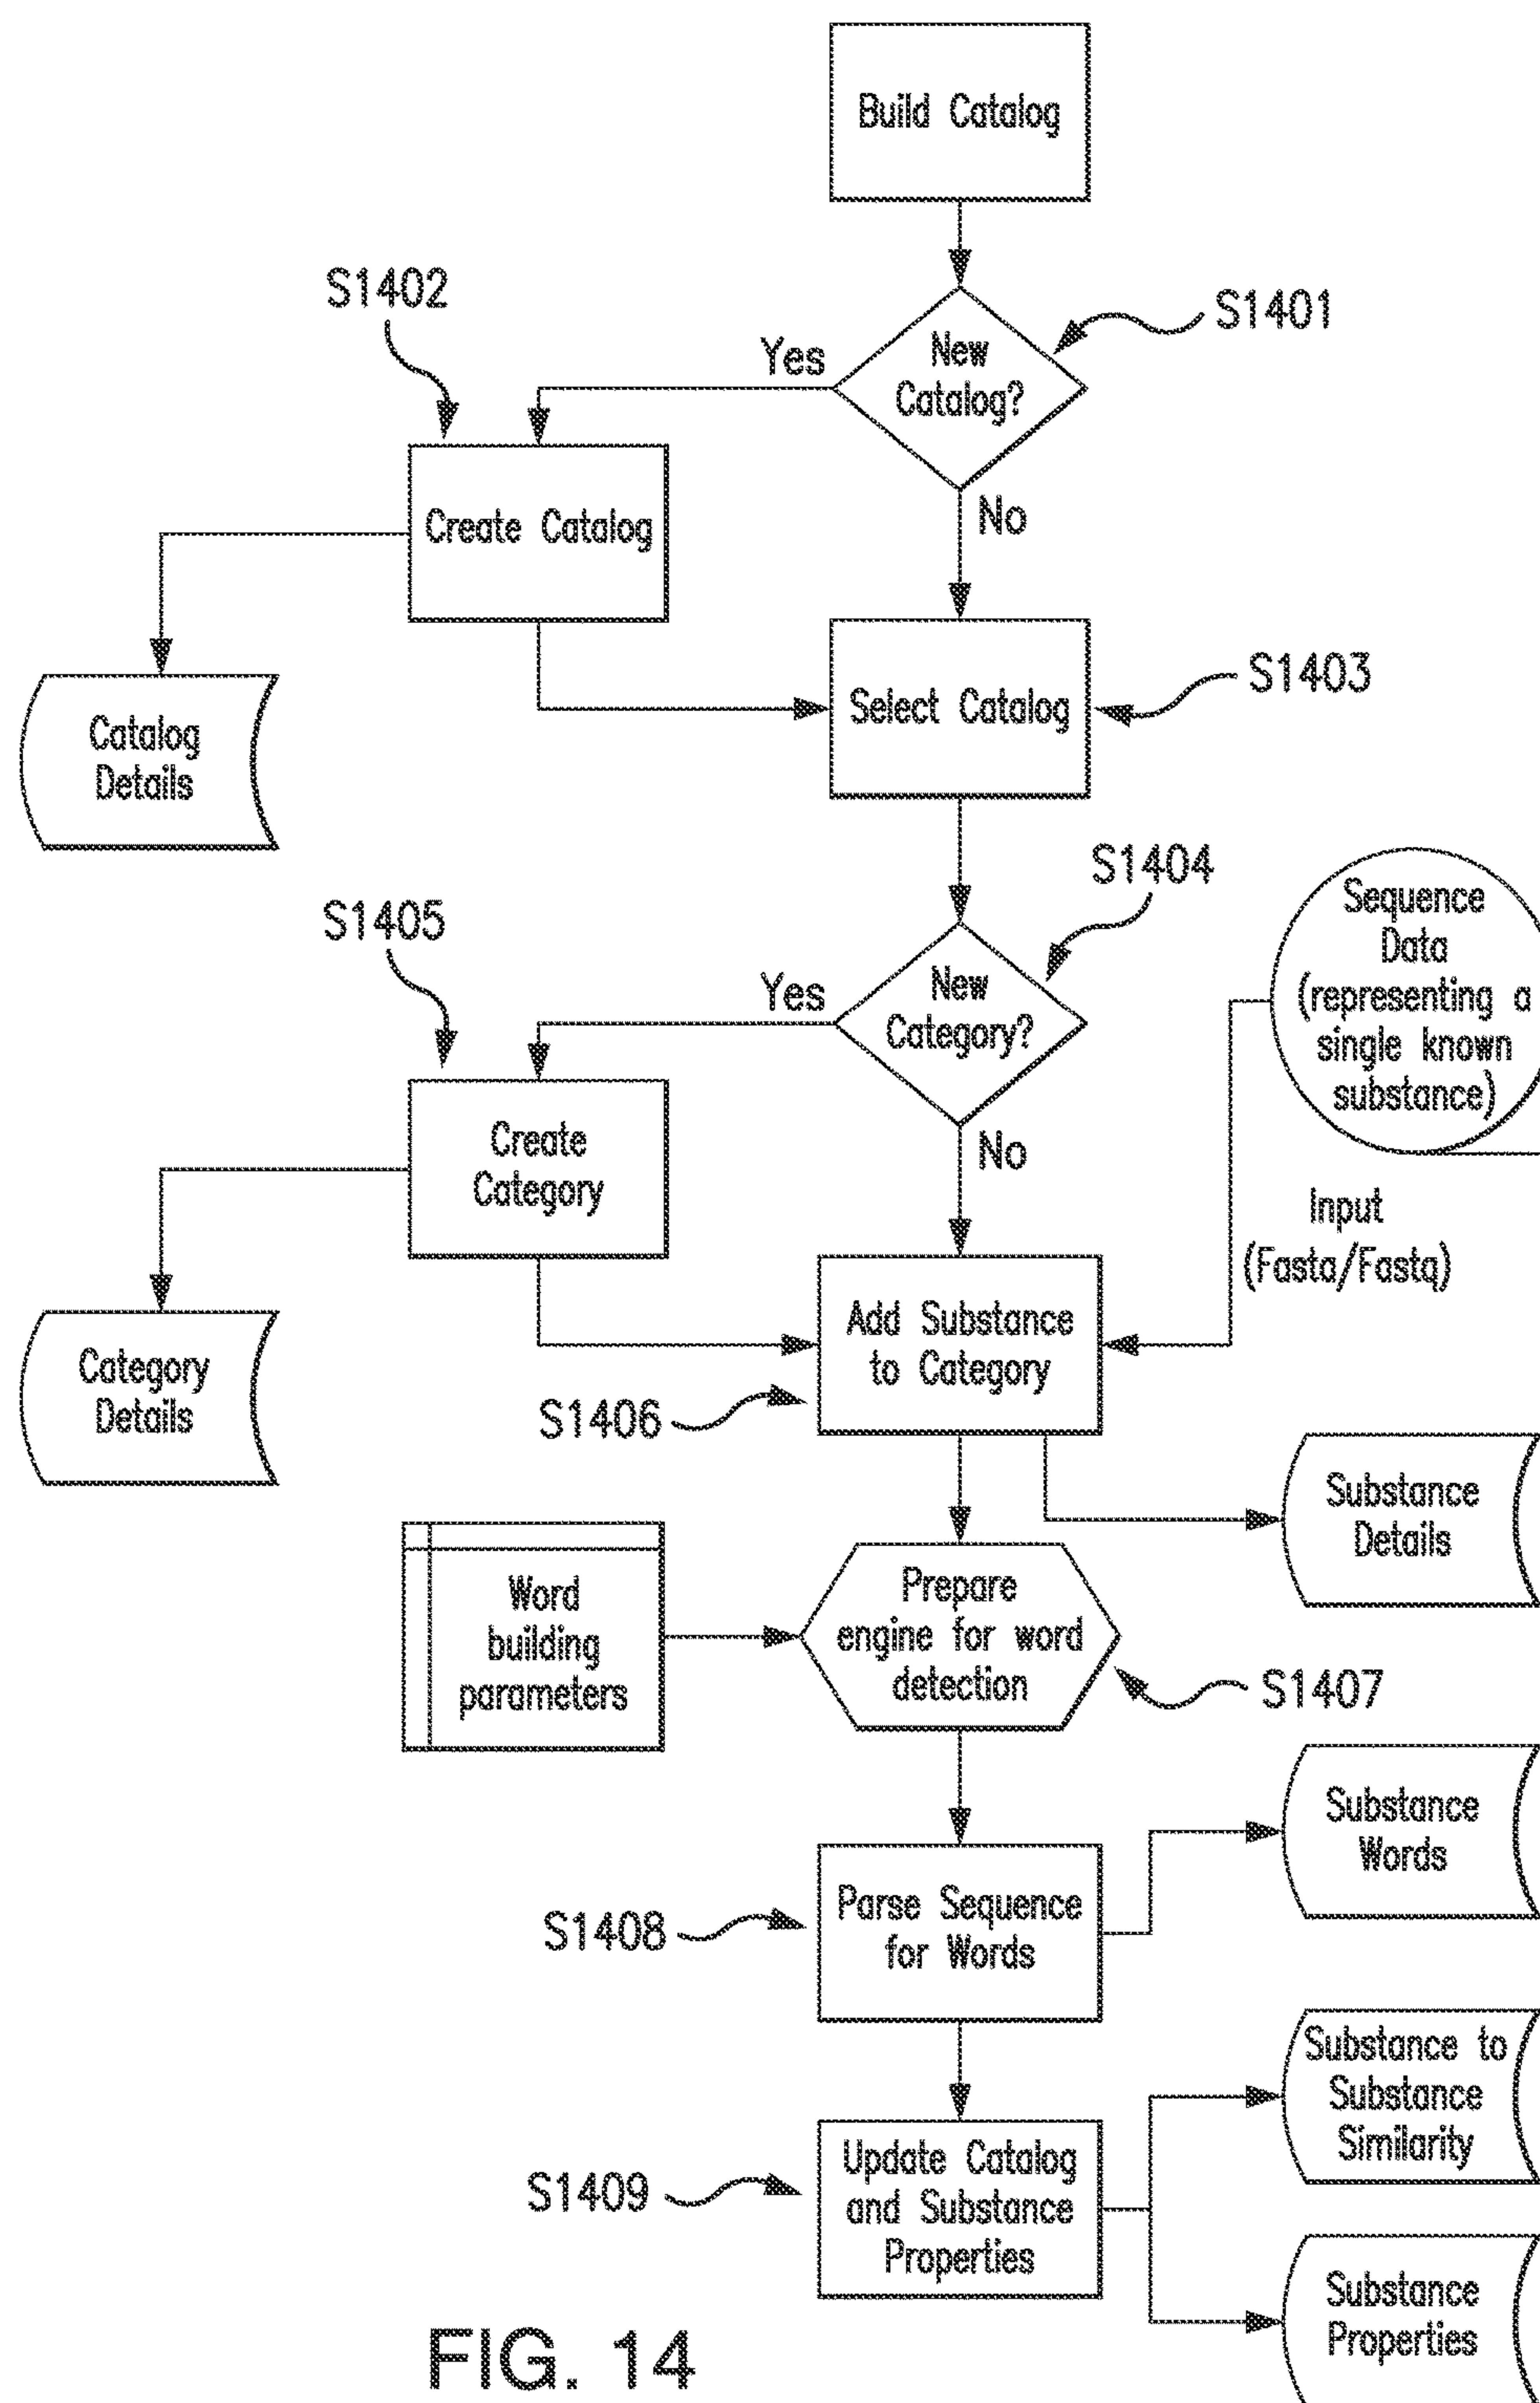 Build Catalog
S1402
S1401
Yes
New
Catalog?
Create Catalog
No
S1403
Select Catalog
Catalog
Details
S1404
Sequence
Data
(representing a
single known
substance)
S1405
Yes
New
Category?
Create
Category
No
Input
(Fasta/Fastq)
Add Substance
to Category
Category
Details
S1406
Substance
Details
Word
building
parameters
Prepare
engine for word
detection
S1407
Substance
Words
Parse Sequence
for Words
S1408
Substance to
Substance
Similarity
Update Catalog
and Substance
Properties
S1409
Substance
Properties
FIG. 14